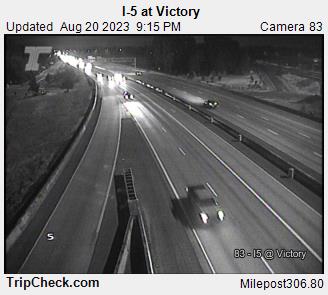 I-5 at Victory
Updated Aug 20 2023 9:15 PM Camera 83
T
S
83 - I5 @ Victory
TripCheck.com Milepost306.80